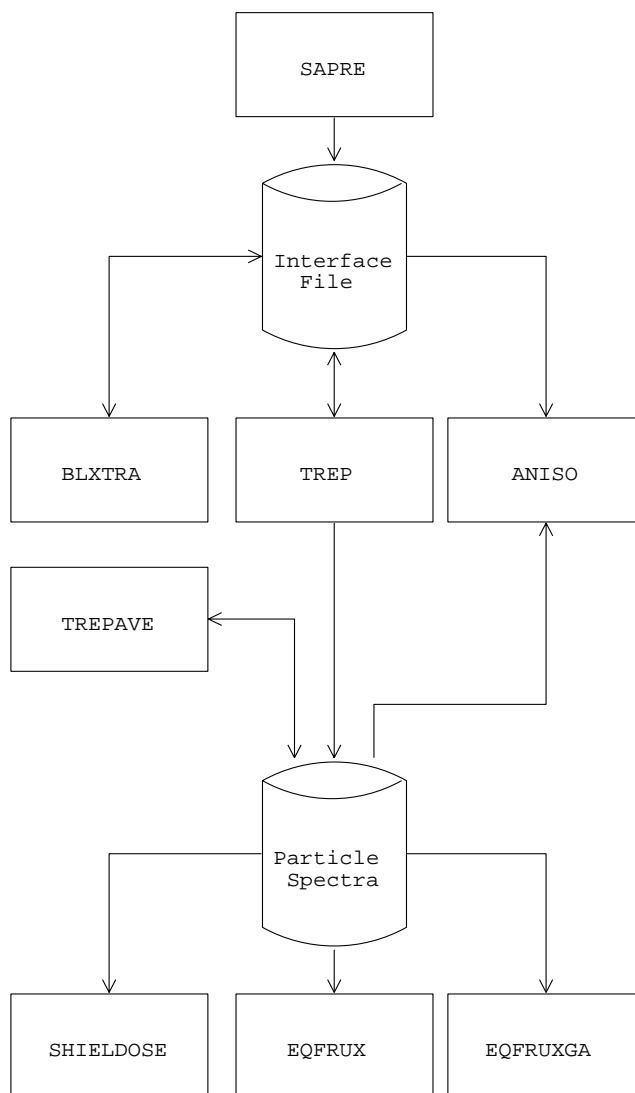 SAPRE
Interface
File
BLXTRA
TREP
ANISO
TREPAVE
Particle
Spectra
SHIELDOSE
EQFRUX
EQFRUXGA